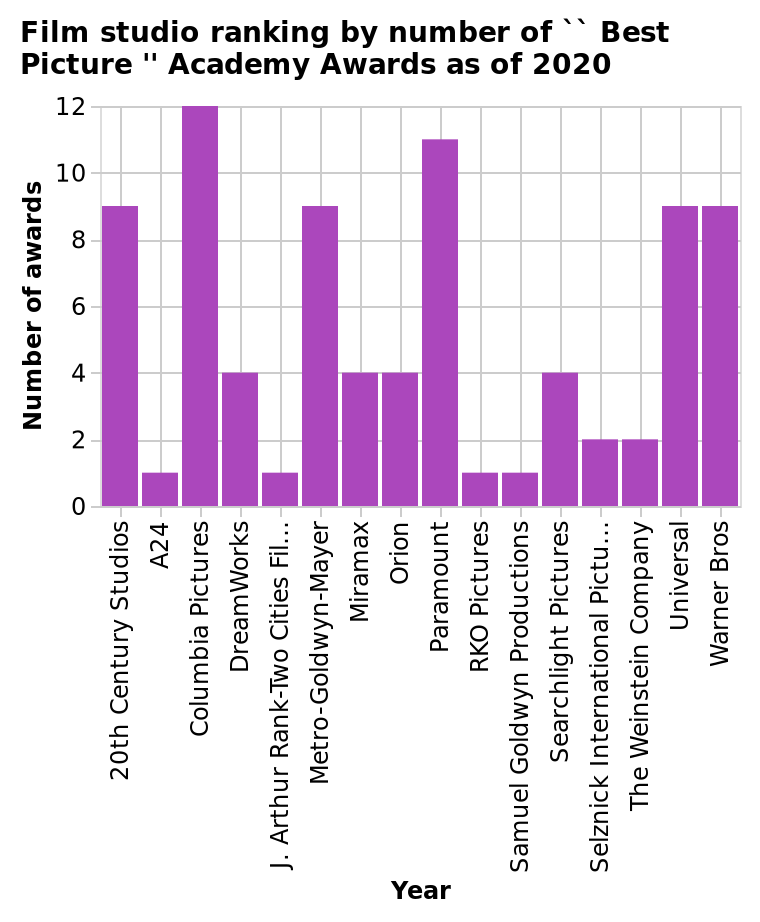 Film studio ranking by number of `` Best
Picture '' Academy Awards as of 2020
Number of awards
12
10
8
6
4
2
0
20th Century Studios
A24
Columbia Pictures
DreamWorks
J. Arthur Rank-Two Cities Fil...
Metro-Goldwyn-Mayer
Miramax
Orion
Paramount
RKO Pictures
Samuel Goldwyn Productions
Searchlight Pictures
Selznick International Pictu...
The Weinstein Company
Universal
Warner Bros
Year